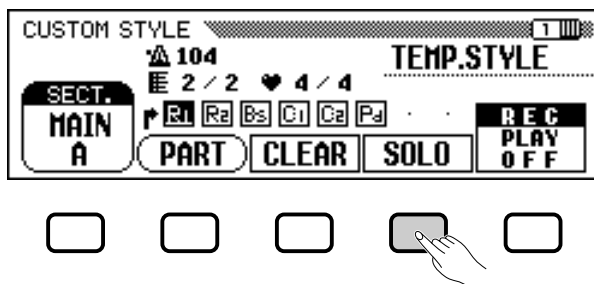 CUSTOM STYLE 1
104 TEMP.STYLE
2/2 4/4
SECT. R1 R2 Bs C1 C2 Pd · · REC
MAIN PLAY
A PART CLEAR SOLO OFF